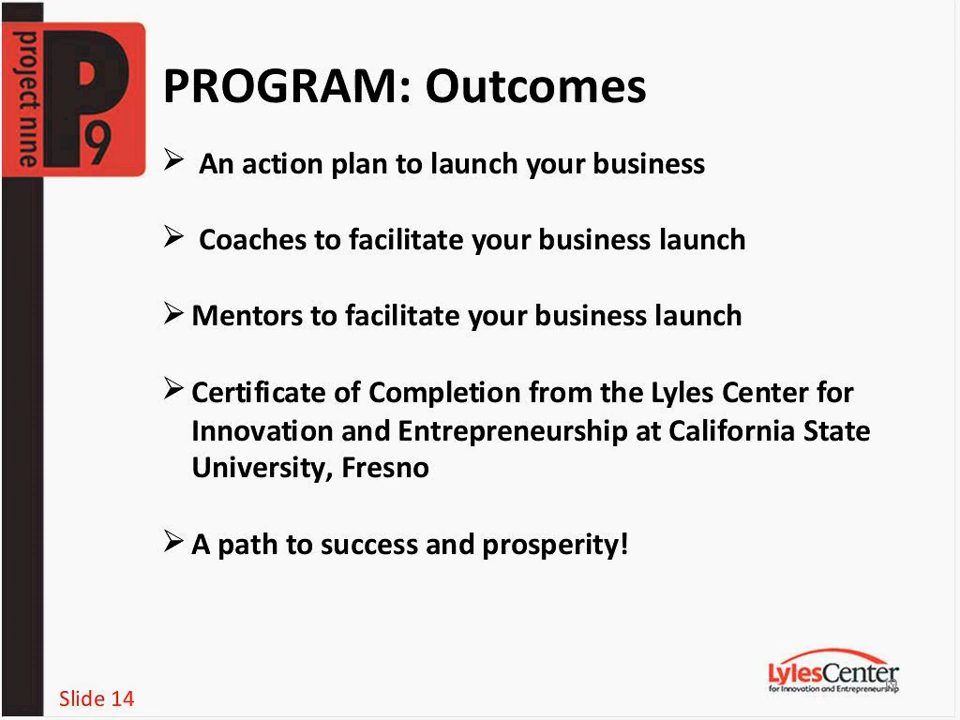 project nine
P9
PROGRAM: Outcomes
➢ An action plan to launch your business
➢ Coaches to facilitate your business launch
➢ Mentors to facilitate your business launch
➢ Certificate of Completion from the Lyles Center for
Innovation and Entrepreneurship at California State
University, Fresno
➢ A path to success and prosperity!
LylesCenter
for Innovation and Entrepreneurship
Slide 14